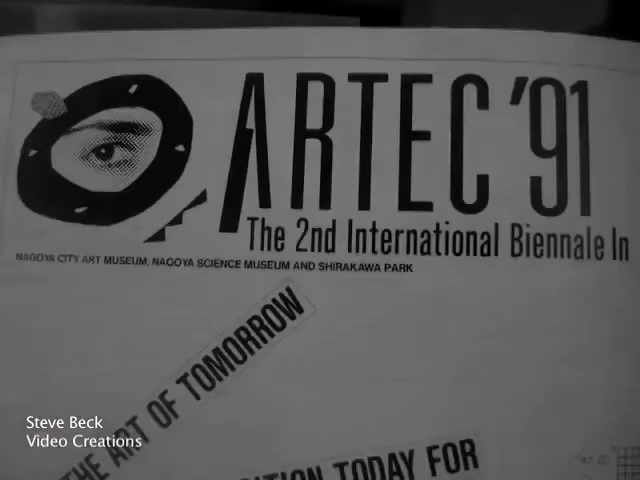 ARTEC '91
The 2nd International Biennale In
NAGOYA CITY ART MUSEUM, NAGOYA SCIENCE MUSEUM AND SHIRAKAWA PARK
THE ART OF TOMORROW
TODAY FOR
Steve Beck
Video Creations